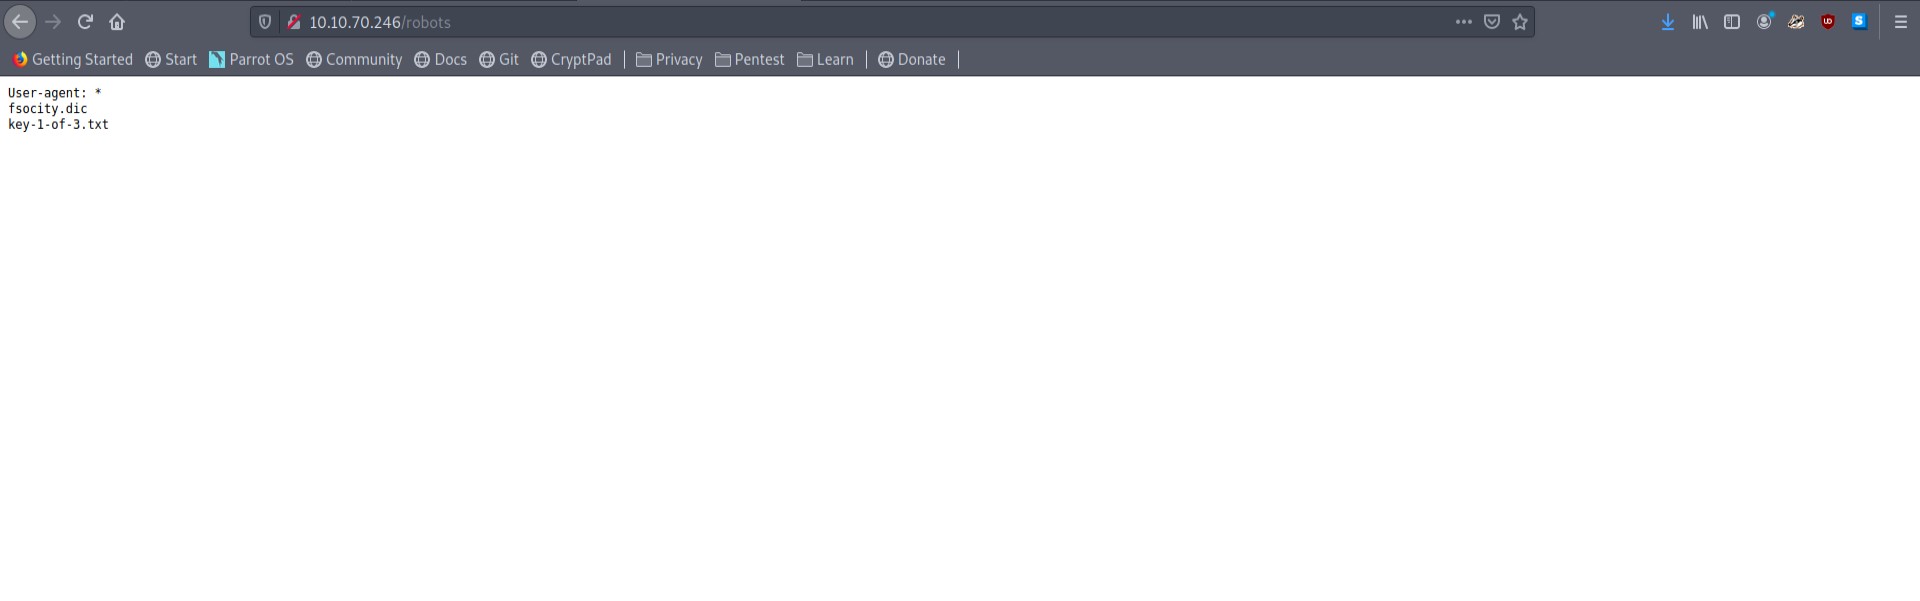 10.10.70.246/robots
Getting Started Start Parrot OS Community Docs Git CryptPad Privacy Pentest Learn Donate
User-agent: *
fsocity.dic
key-1-of-3.txt